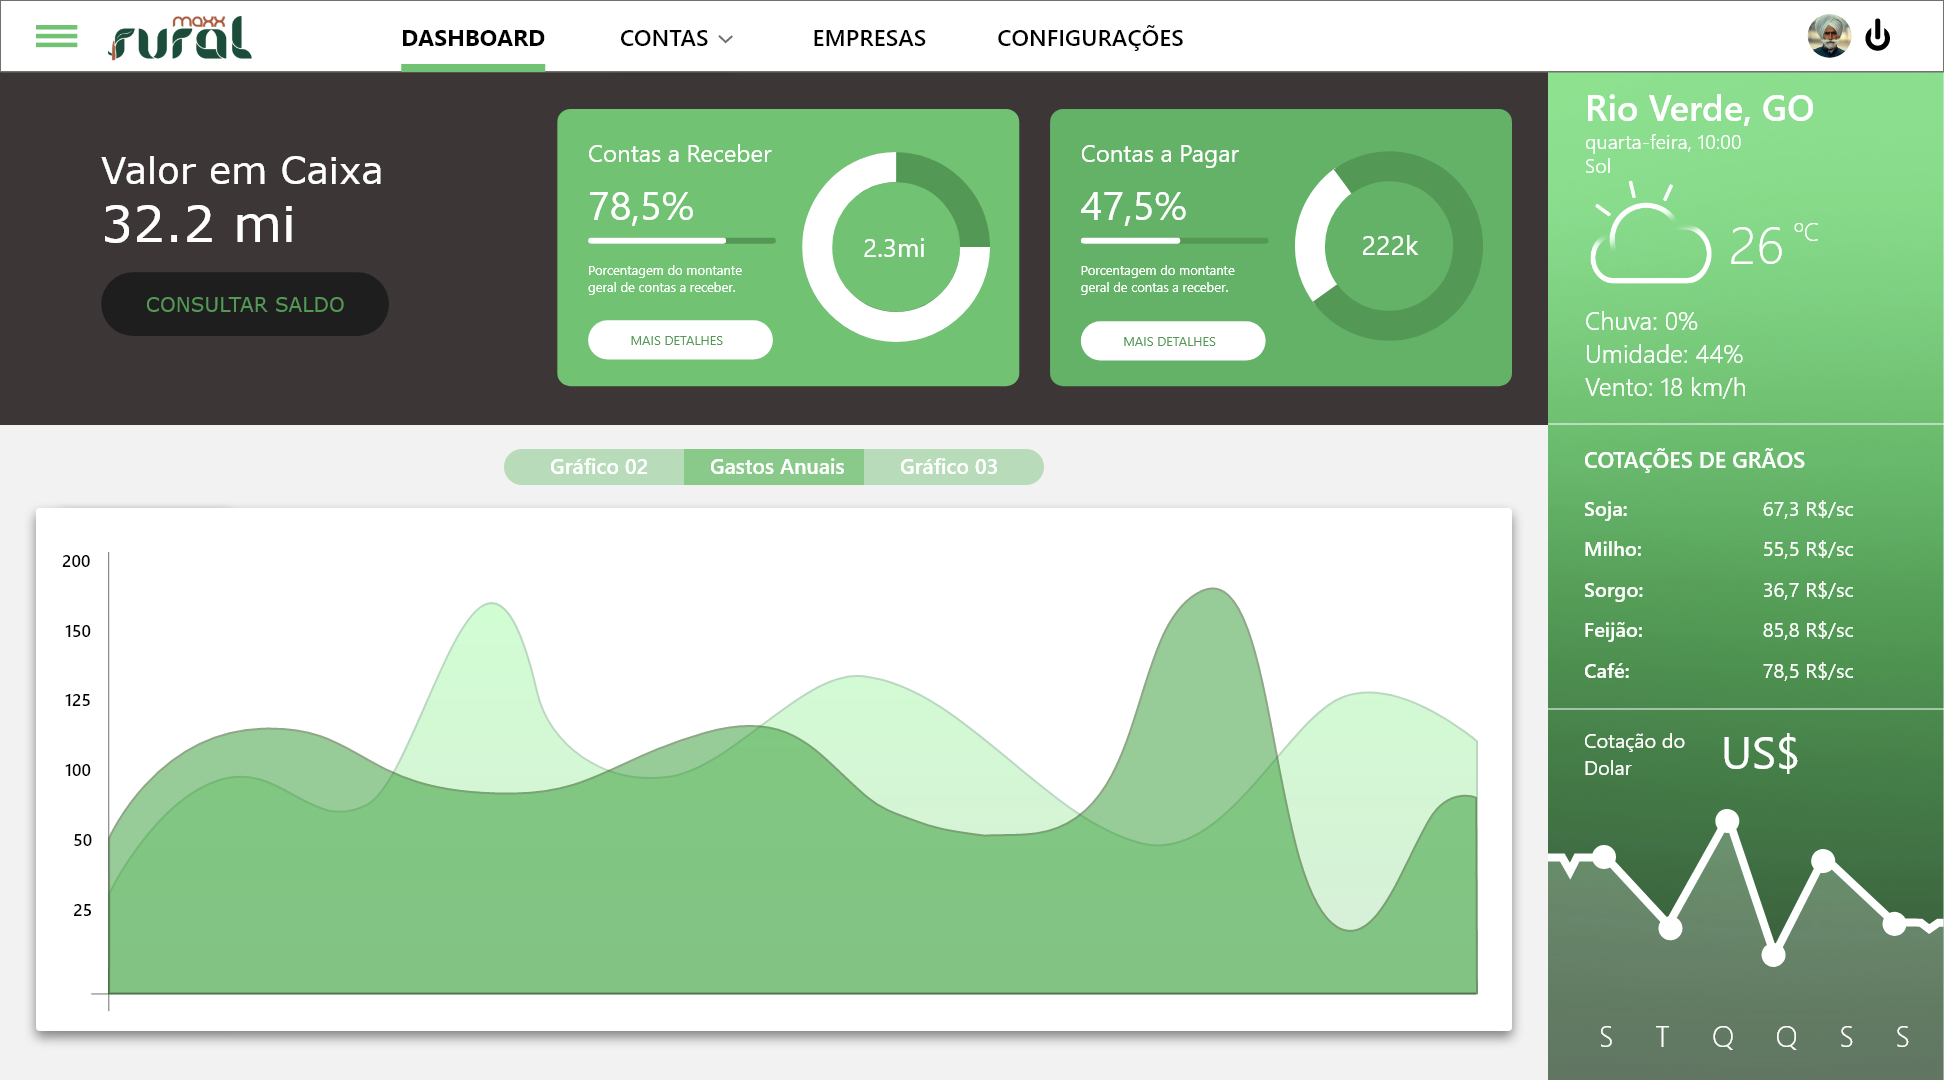 maxx
rural
DASHBOARD
CONTAS
EMPRESAS
CONFIGURAÇÕES
Valor em Caixa
32.2 mi
CONSULTAR SALDO
Contas a Receber
78,5%
Porcentagem do montante
geral de contas a receber.
MAIS DETALHES
2.3mi
Contas a Pagar
47,5%
Porcentagem do montante
geral de contas a receber.
MAIS DETALHES
222k
Rio Verde, GO
quarta-feira, 10:00
Sol
26 ºC
Chuva: 0%
Umidade: 44%
Vento: 18 km/h
Gráfico 02
Gastos Anuais
Gráfico 03
200
150
125
100
50
25
COTAÇÕES DE GRÃOS
Soja: 67,3 R$/sc
Milho: 55,5 R$/sc
Sorgo: 36,7 R$/sc
Feijão: 85,8 R$/sc
Café: 78,5 R$/sc
Cotação do
Dolar
US$
S T Q Q S S